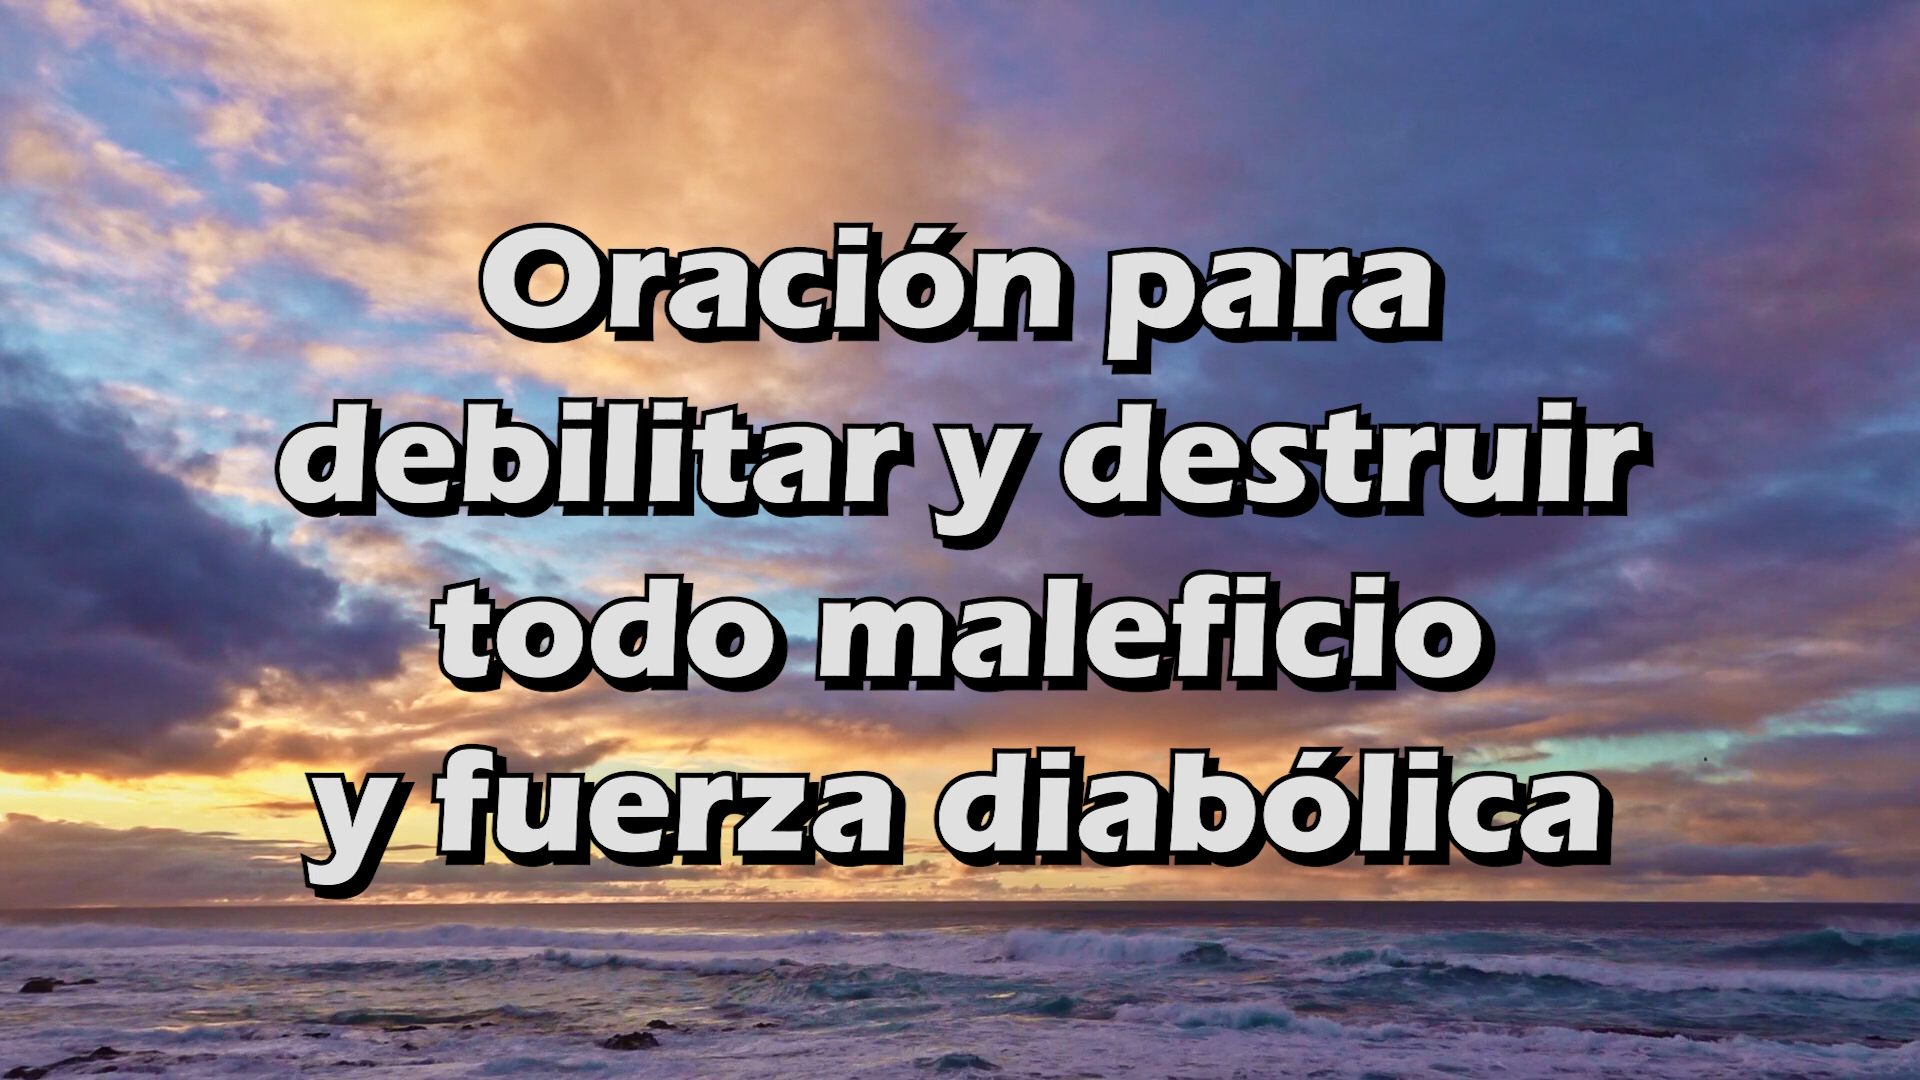 Oración para
debilitar y destruir
todo maleficio
y fuerza diabólica